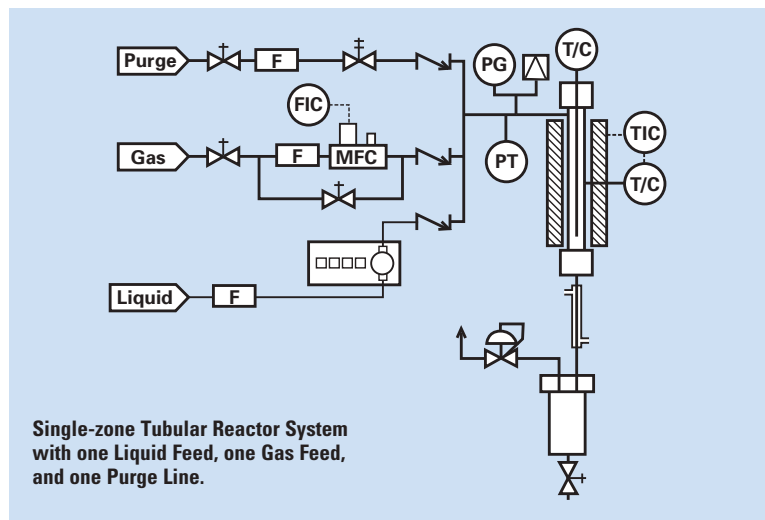 Purge
F
PG
T/C
FIC
Gas
F
MFC
PT
TIC
T/C
Liquid
F
Single-zone Tubular Reactor System
with one Liquid Feed, one Gas Feed,
and one Purge Line.